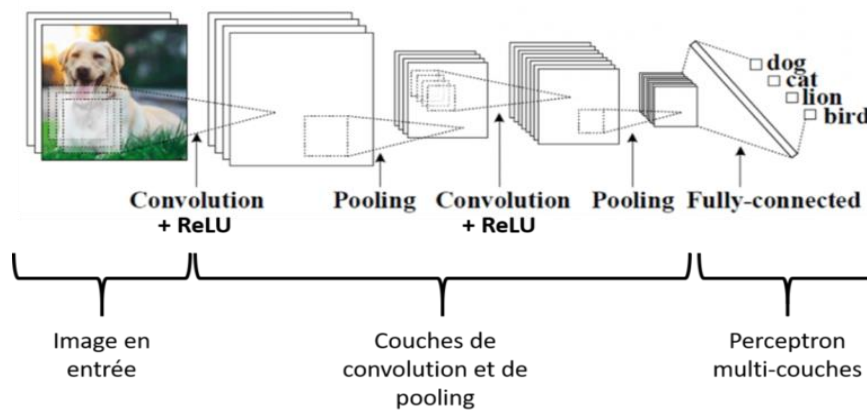 dog
cat
lion
bird
Convolution
+ ReLU
Pooling
Convolution
+ ReLU
Pooling
Fully-connected
Image en
entrée
Couches de
convolution et de
pooling
Perceptron
multi-couches